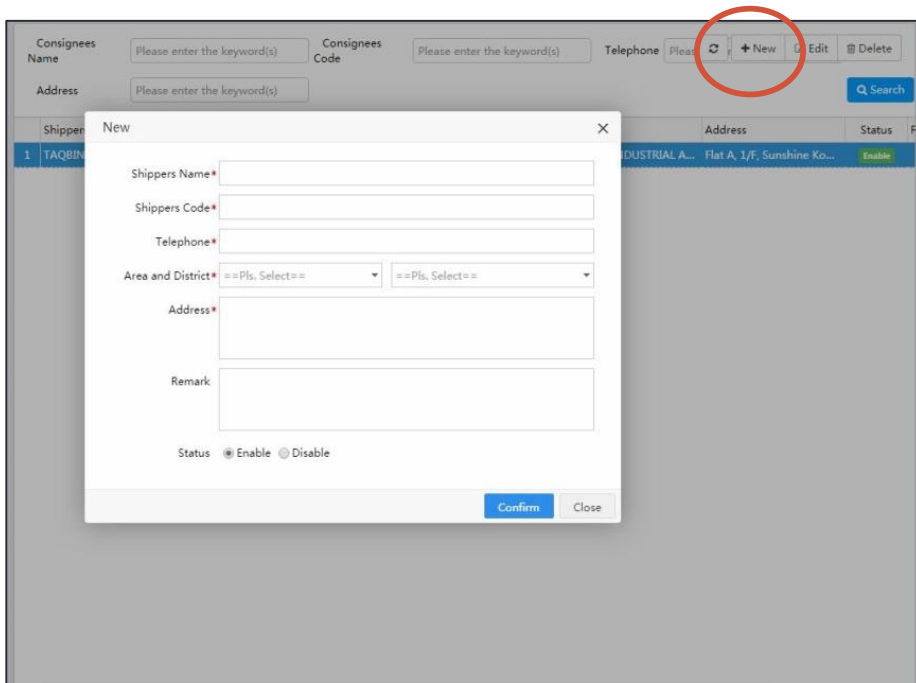 Consignees Name Please enter the keyword(s) Consignees Code Please enter the keyword(s) Telephone + New Edit Delete
Address Please enter the keyword(s) Search
Address Status
1 Flat A, 1/F, Sunshine Ko... Enable
New
Shippers Name*
Shippers Code*
Telephone*
Area and District* ==Pls. Select== ==Pls. Select==
Address*
Remark
Status Enable Disable
Confirm Close